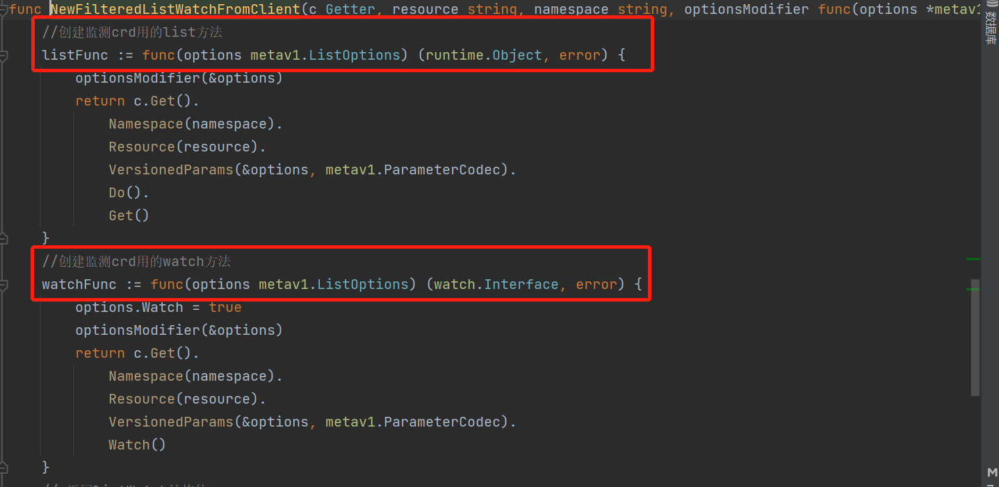 func NewFilteredListWatchFromClient(c Getter, resource string, namespace string, optionsModifier func(options *metav1
//创建监测crd用的list方法
listFunc := func(options metav1.ListOptions) (runtime.Object, error) {
optionsModifier(&options)
return c.Get().
Namespace(namespace).
Resource(resource).
VersionedParams(&options, metav1.ParameterCodec).
Do().
Get()
}
//创建监测crd用的watch方法
watchFunc := func(options metav1.ListOptions) (watch.Interface, error) {
options.Watch = true
optionsModifier(&options)
return c.Get().
Namespace(namespace).
Resource(resource).
VersionedParams(&options, metav1.ParameterCodec).
Watch()
}
数据库
M